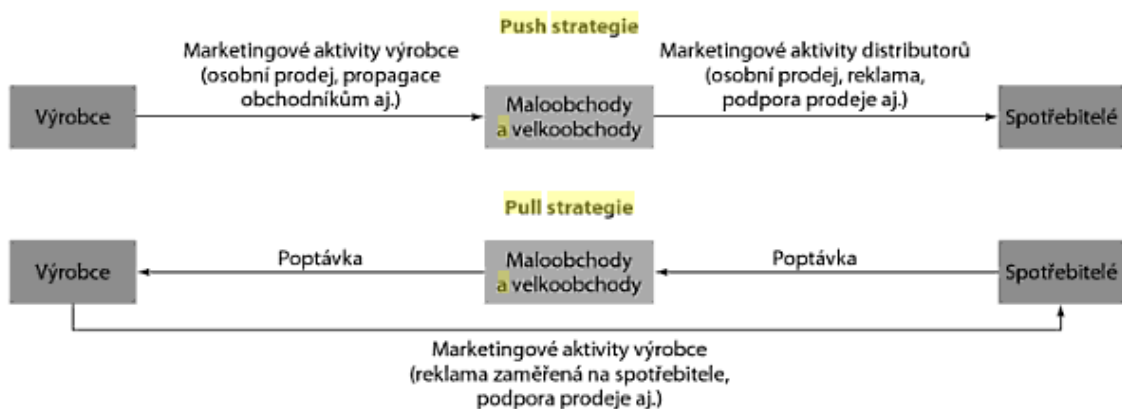 Push strategie
Marketingové aktivity výrobce
(osobní prodej, propagace
obchodníkům aj.)
Marketingové aktivity distributorů
(osobní prodej, reklama,
podpora prodeje aj.)
Výrobce
Maloobchody
a velkoobchody
Spotřebitelé
Pull strategie
Výrobce
Poptávka
Maloobchody
a velkoobchody
Poptávka
Spotřebitelé
Marketingové aktivity výrobce
(reklama zaměřená na spotřebitele,
podpora prodeje aj.)